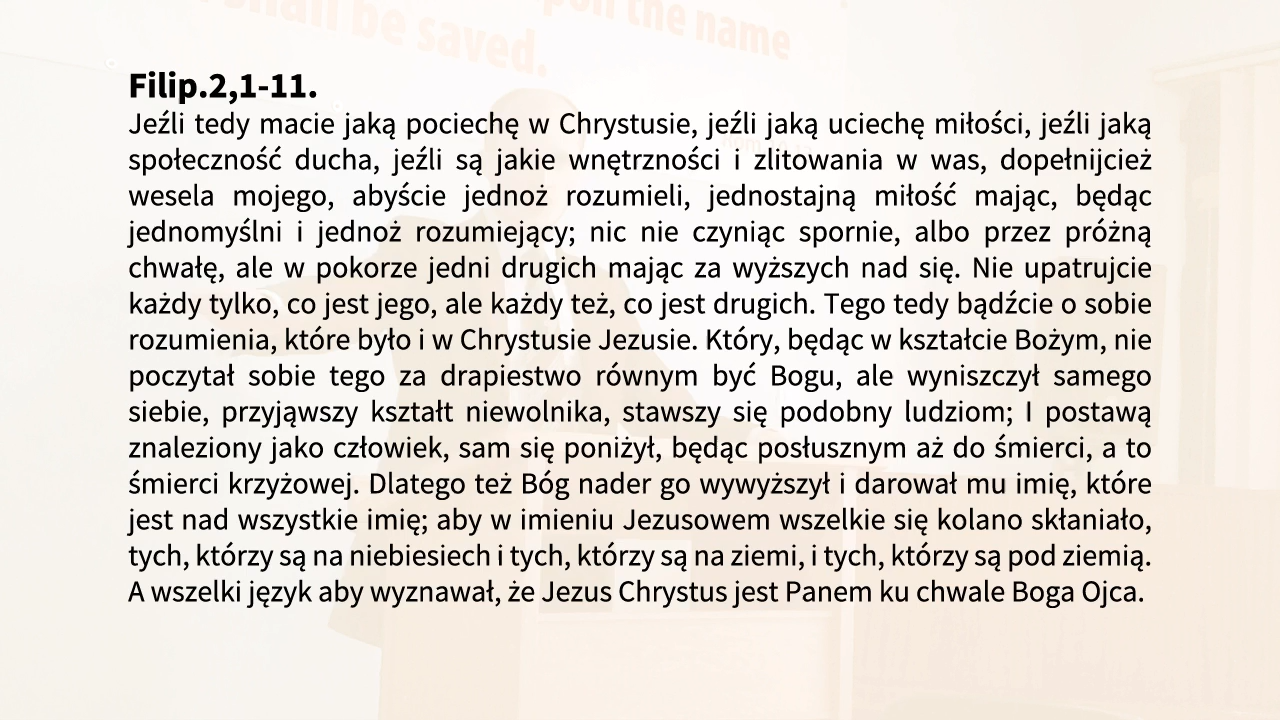 shall be saved.
upon the name
Filip.2,1-11.
Jeźli tedy macie jaką pociechę w Chrystusie, jeźli jaką uciechę miłości, jeźli jaką
społeczność ducha, jeźli są jakie wnętrzności i zlitowania w was, dopełnijcież
wesela mojego, abyście jednoż rozumieli, jednostajną miłość mając, będąc
jednomyślni i jednoż rozumiejący; nic nie czyniąc spornie, albo przez próżną
chwałę, ale w pokorze jedni drugich mając za wyższych nad się. Nie upatrujcie
każdy tylko, co jest jego, ale każdy też, co jest drugich. Tego tedy bądźcie o sobie
rozumienia, które było i w Chrystusie Jezusie. Który, będąc w kształcie Bożym, nie
poczytał sobie tego za drapiestwo równym być Bogu, ale wyniszczył samego
siebie, przyjąwszy kształt niewolnika, stawszy się podobny ludziom; I postawą
znaleziony jako człowiek, sam się poniżył, będąc posłusznym aż do śmierci, a to
śmierci krzyżowej. Dlatego też Bóg nader go wywyższył i darował mu imię, które
jest nad wszystkie imię; aby w imieniu Jezusowem wszelkie się kolano skłaniało,
tych, którzy są na niebiesiech i tych, którzy są na ziemi, i tych, którzy są pod ziemią.
A wszelki język aby wyznawał, że Jezus Chrystus jest Panem ku chwale Boga Ojca.